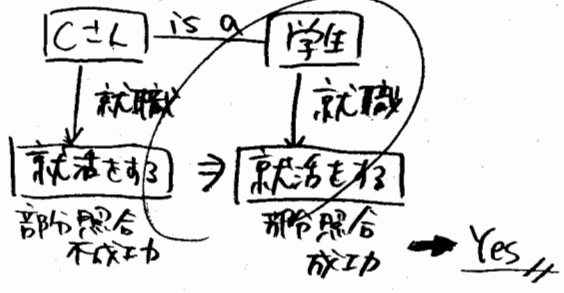 Cさん is a 学生
就職 就職
就活をする ⇒ 就活をする
部分照合 部分照合
不成功 成功
➡ Yes